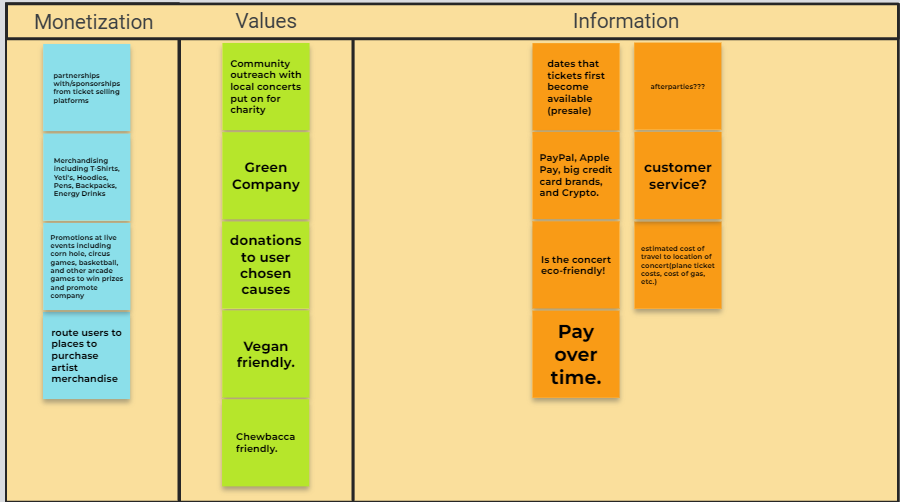 Monetization
Values
Information
partnerships
with/sponsorships
from ticket selling
platforms
Merchandising
including T-Shirts,
Yeti's, Hoodies,
Pens, Backpacks,
Energy Drinks
Promotions at live
events including
corn hole, circus
games, basketball,
and other arcade
games to win prizes
and promote
company
route users to
places to
purchase
artist
merchandise
Community
outreach with
local concerts
put on for
charity
Green
Company
donations
to user
chosen
causes
Vegan
friendly.
Chewbacca
friendly.
dates that
tickets first
become
available
(presale)
PayPal, Apple
Pay, big credit
card brands,
and Crypto.
Is the concert
eco-friendly!
Pay
over
time.
afterparties???
customer
service?
estimated cost of
travel to location of
concert(plane ticket
costs, cost of gas,
etc.)